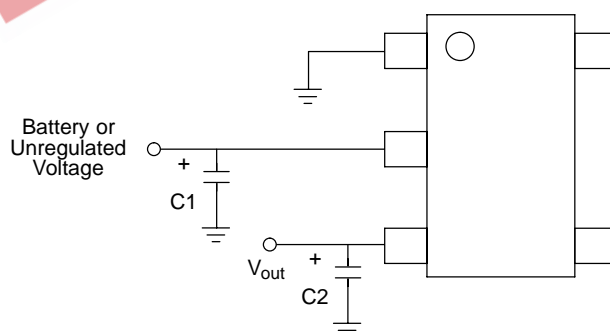 Battery or
Unregulated
Voltage
+
C1
Vout
+
C2